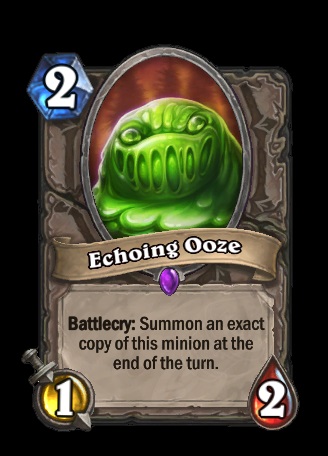 2
Echoing Ooze
Battlecry: Summon an exact
copy of this minion at the
end of the turn.
1
2